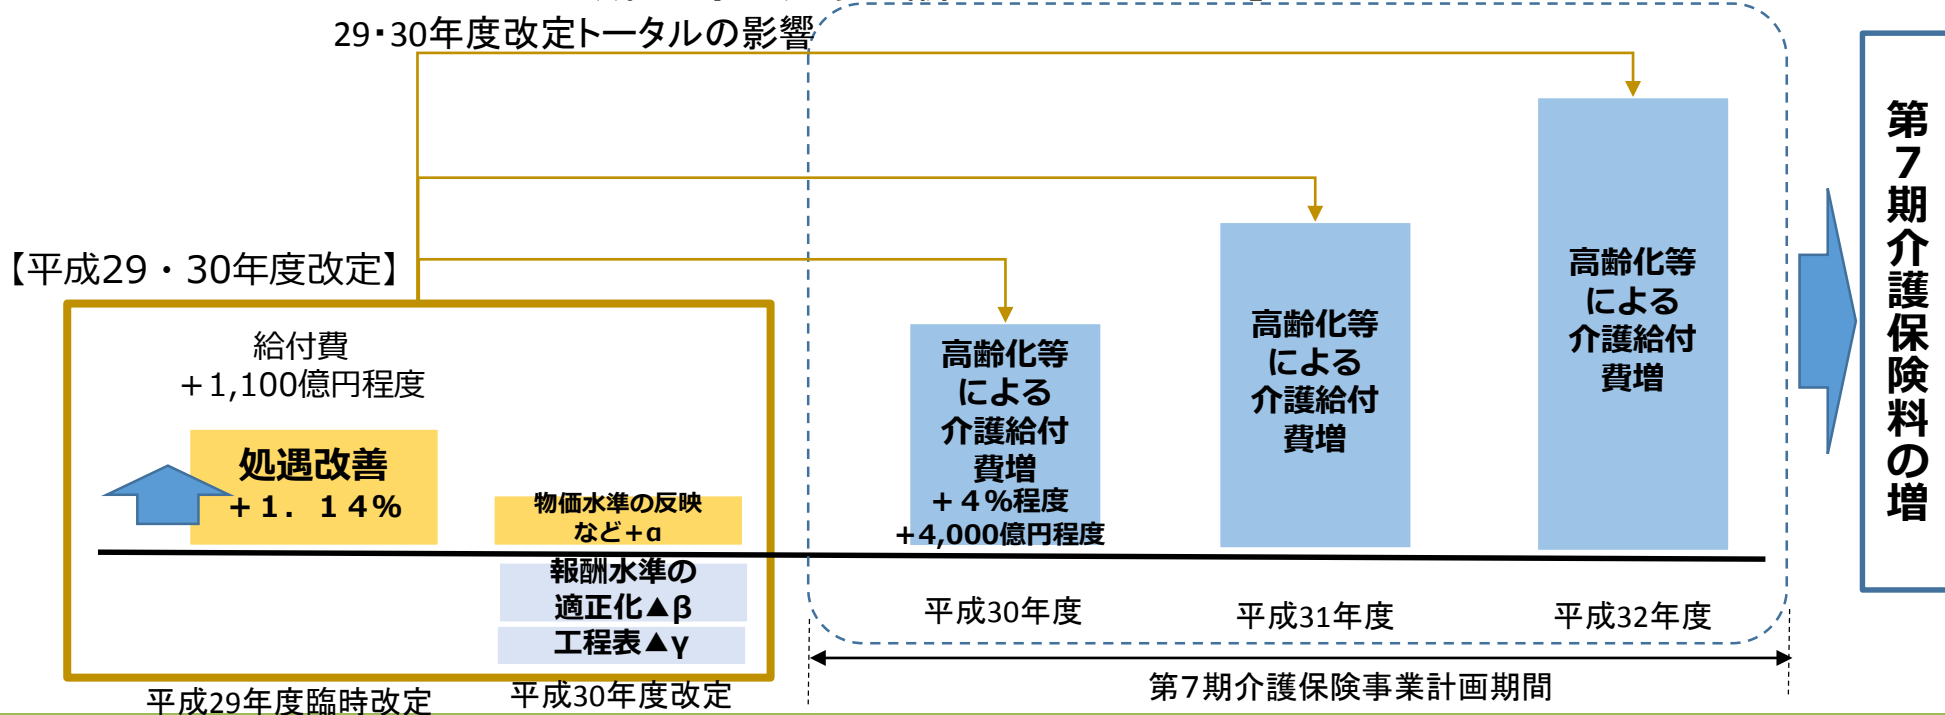 29・30年度改定トータルの影響
【平成29・30年度改定】
給付費
＋1,100億円程度
処遇改善
＋１．１４％
物価水準の反映
など＋α
報酬水準の
適正化▲β
工程表▲γ
平成29年度臨時改定
平成30年度改定
高齢化等
による
介護給付
費増
＋４％程度
+4,000億円程度
高齢化等
による
介護給付
費増
高齢化等
による
介護給付
費増
平成30年度
平成31年度
平成32年度
第７期介護保険事業計画期間
第７期介護保険料の増